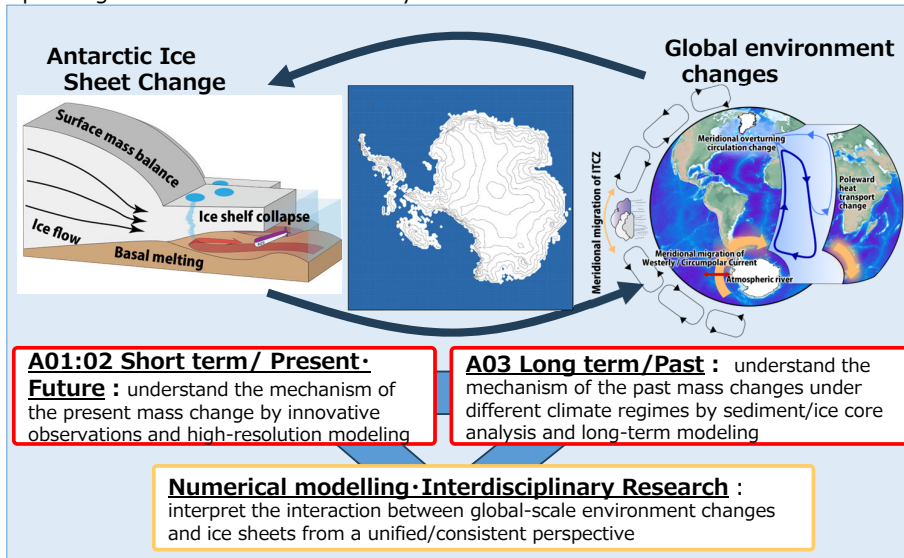 Antarctic Ice
Sheet Change
Global environment
changes
Surface mass balance
Ice flow
Ice shelf collapse
Basal melting
Meridional migration of ITCZ
Meridional overturning
circulation change
Poleward
heat
transport
change
Meridional migration of
Westerly / Circumpolar Current
Atmospheric river
A01:02 Short term/ Present・
Future : understand the mechanism of
the present mass change by innovative
observations and high-resolution modeling
A03 Long term/Past : understand the
mechanism of the past mass changes under
different climate regimes by sediment/ice core
analysis and long-term modeling
Numerical modelling・Interdisciplinary Research :
interpret the interaction between global-scale environment changes
and ice sheets from a unified/consistent perspective